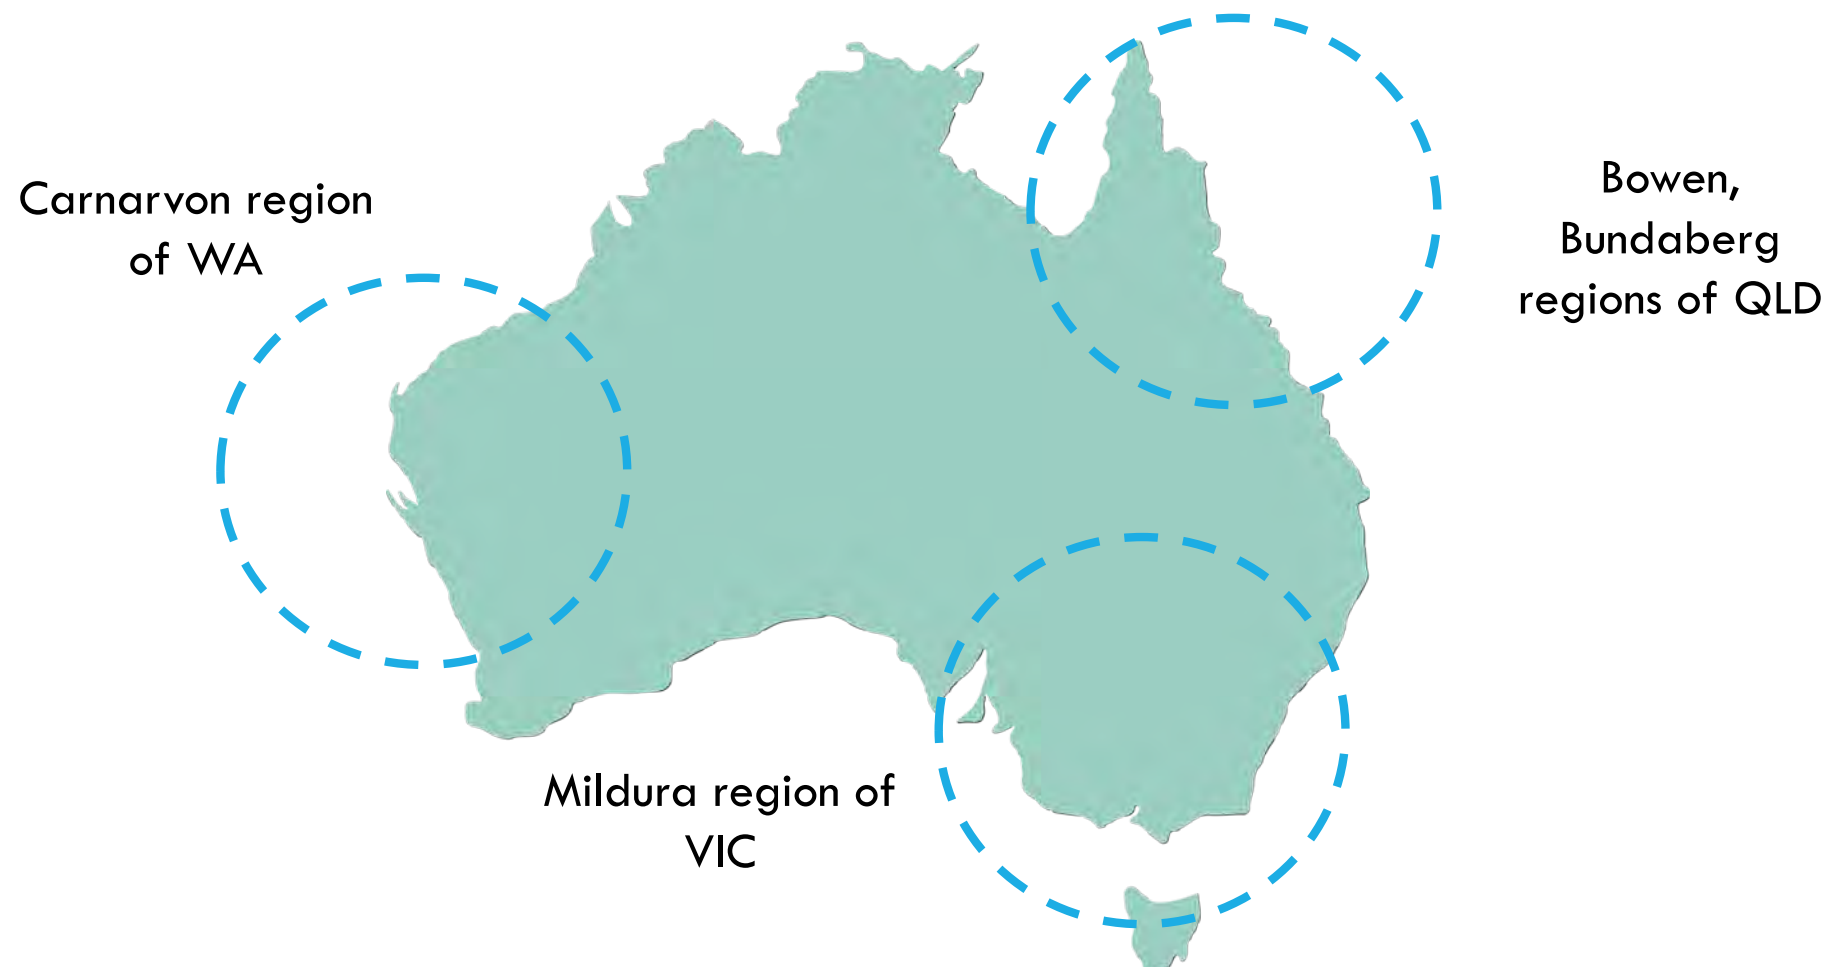 Carnarvon region
of WA
Bowen,
Bundaberg
regions of QLD
Mildura region of
VIC